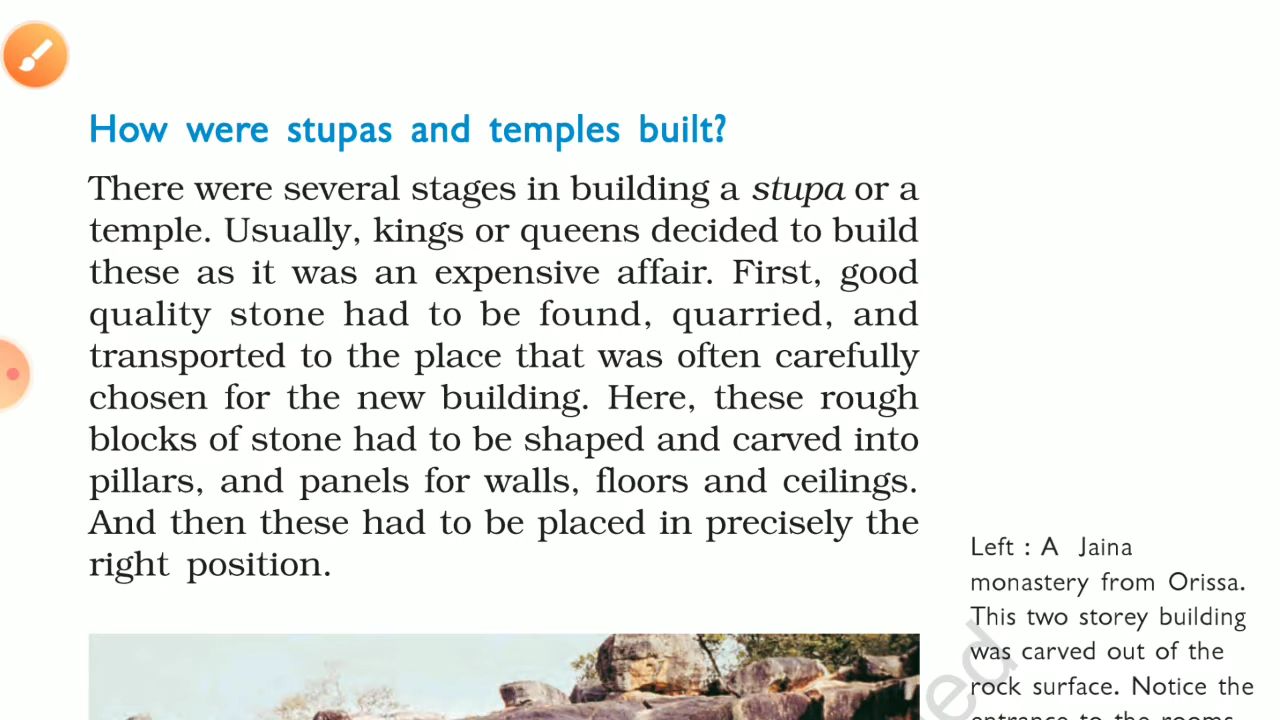 How were stupas and temples built?
There were several stages in building a stupa or a
temple. Usually, kings or queens decided to build
these as it was an expensive affair. First, good
quality stone had to be found, quarried, and
transported to the place that was often carefully
chosen for the new building. Here, these rough
blocks of stone had to be shaped and carved into
pillars, and panels for walls, floors and ceilings.
And then these had to be placed in precisely the
right position.
Left : A Jaina
monastery from Orissa.
This two storey building
was carved out of the
rock surface. Notice the
entrance to the rooms.